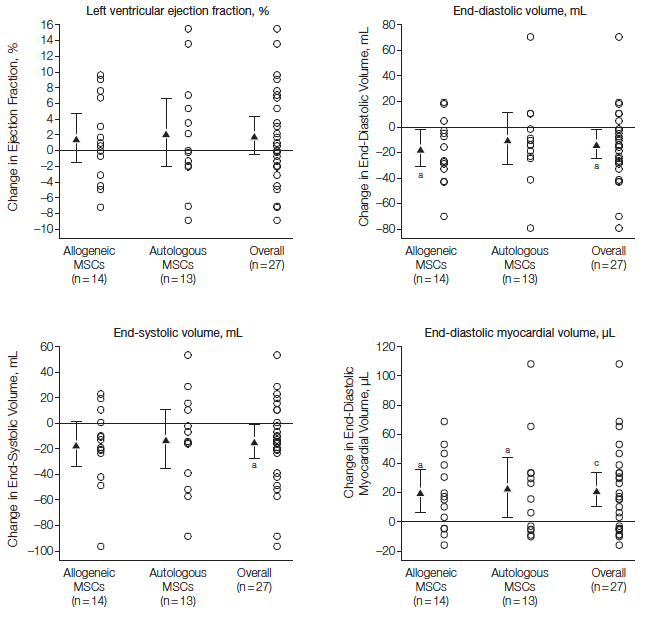 Left ventricular ejection fraction, %
Change in Ejection Fraction, %
16
14
12
10
8
6
4
2
0
−2
−4
−6
−8
−10
Allogeneic MSCs (n=14)
Autologous MSCs (n=13)
Overall (n=27)
End-diastolic volume, mL
Change in End-Diastolic Volume, mL
80
60
40
20
0
−20
−40
−60
−80
a
a
Allogeneic MSCs (n=14)
Autologous MSCs (n=13)
Overall (n=27)
End-systolic volume, mL
Change in End-Systolic Volume, mL
60
40
20
0
−20
−40
−60
−80
−100
a
Allogeneic MSCs (n=14)
Autologous MSCs (n=13)
Overall (n=27)
End-diastolic myocardial volume, µL
Change in End-Diastolic
Myocardial Volume, µL
120
100
80
60
40
20
0
−20
a
a
c
Allogeneic MSCs (n=14)
Autologous MSCs (n=13)
Overall (n=27)